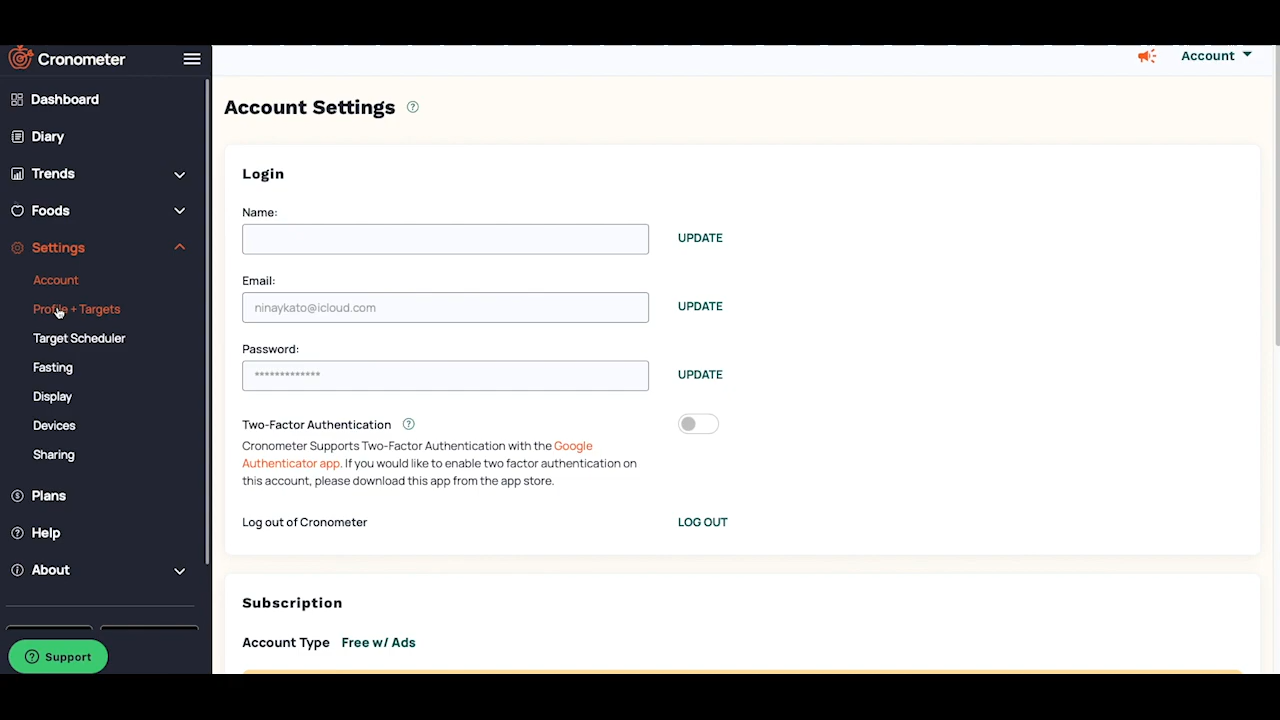 Cronometer
Account
Dashboard
Diary
Trends
Foods
Settings
Account
Profile + Targets
Target Scheduler
Fasting
Display
Devices
Sharing
Plans
Help
About
Support
Account Settings
Login
Name:
UPDATE
Email:
ninaykato@icloud.com
UPDATE
Password:
*************
UPDATE
Two-Factor Authentication
Cronometer Supports Two-Factor Authentication with the Google
Authenticator app. If you would like to enable two factor authentication on
this account, please download this app from the app store.
Log out of Cronometer
LOG OUT
Subscription
Account Type Free w/ Ads